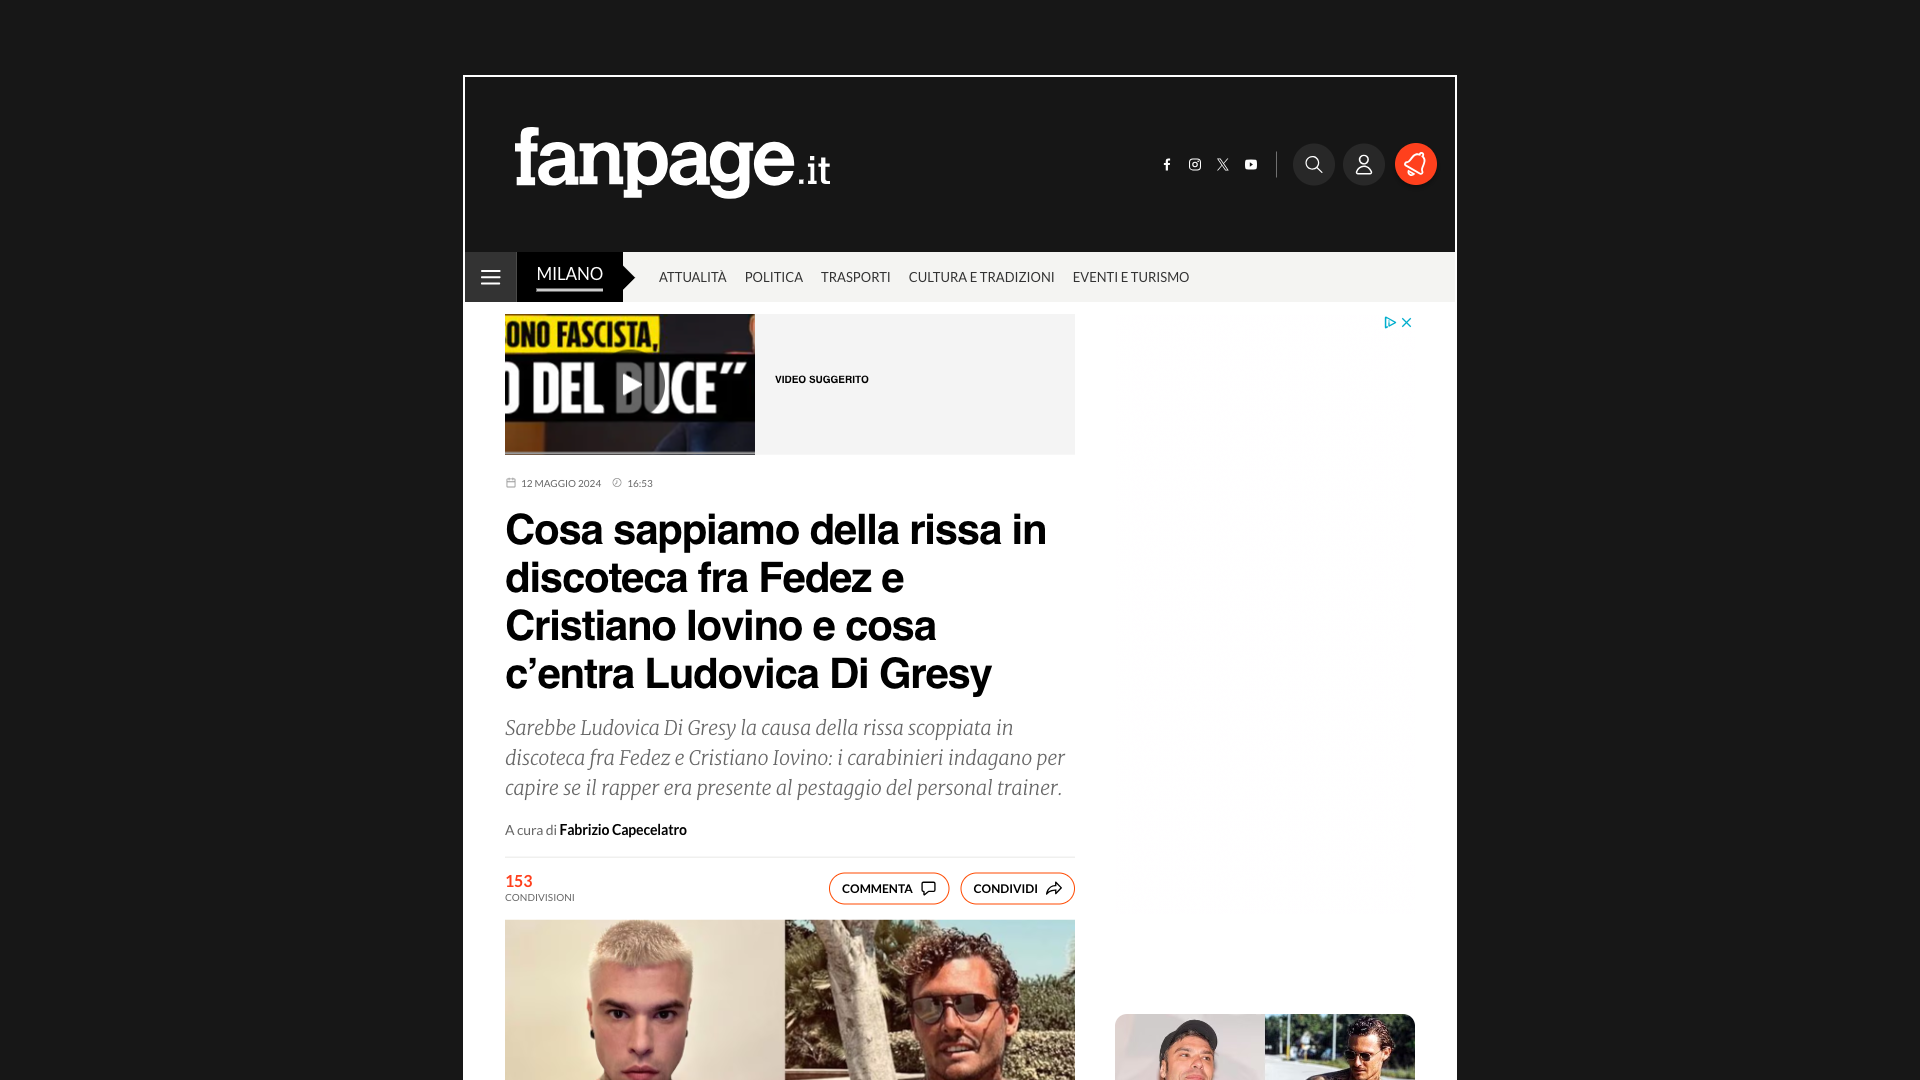 fanpage.it
MILANO
ATTUALITÀ POLITICA TRASPORTI CULTURA E TRADIZIONI EVENTI E TURISMO
ONO FASCISTA,
O DEL DUCE”
VIDEO SUGGERITO
12 MAGGIO 2024 16:53
Cosa sappiamo della rissa in
discoteca fra Fedez e
Cristiano Iovino e cosa
c’entra Ludovica Di Gresy
Sarebbe Ludovica Di Gresy la causa della rissa scoppiata in
discoteca fra Fedez e Cristiano Iovino: i carabinieri indagano per
capire se il rapper era presente al pestaggio del personal trainer.
A cura di Fabrizio Capecelatro
153
CONDIVISIONI
COMMENTA
CONDIVIDI